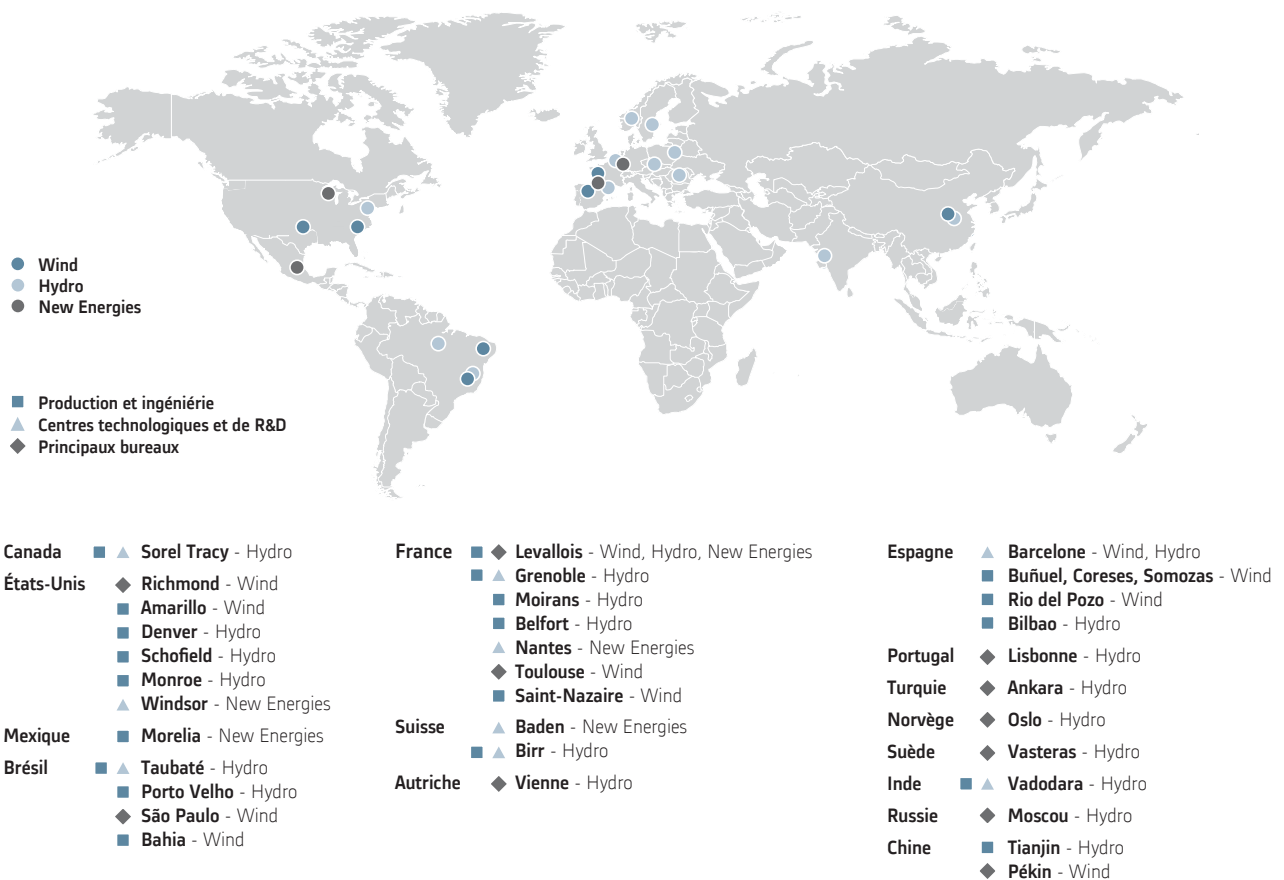 Wind
Hydro
New Energies
Production et ingéniérie
Centres technologiques et de R&D
Principaux bureaux
Canada Sorel Tracy - Hydro
États-Unis Richmond - Wind
Amarillo - Wind
Denver - Hydro
Schofield - Hydro
Monroe - Hydro
Windsor - New Energies
Mexique Morelia - New Energies
Brésil Taubaté - Hydro
Porto Velho - Hydro
São Paulo - Wind
Bahia - Wind
France Levallois - Wind, Hydro, New Energies
Grenoble - Hydro
Moirans - Hydro
Belfort - Hydro
Nantes - New Energies
Toulouse - Wind
Saint-Nazaire - Wind
Suisse Baden - New Energies
Birr - Hydro
Autriche Vienne - Hydro
Espagne Barcelone - Wind, Hydro
Buñuel, Coreses, Somozas - Wind
Rio del Pozo - Wind
Bilbao - Hydro
Portugal Lisbonne - Hydro
Turquie Ankara - Hydro
Norvège Oslo - Hydro
Suède Vasteras - Hydro
Inde Vadodara - Hydro
Russie Moscou - Hydro
Chine Tianjin - Hydro
Pékin - Wind